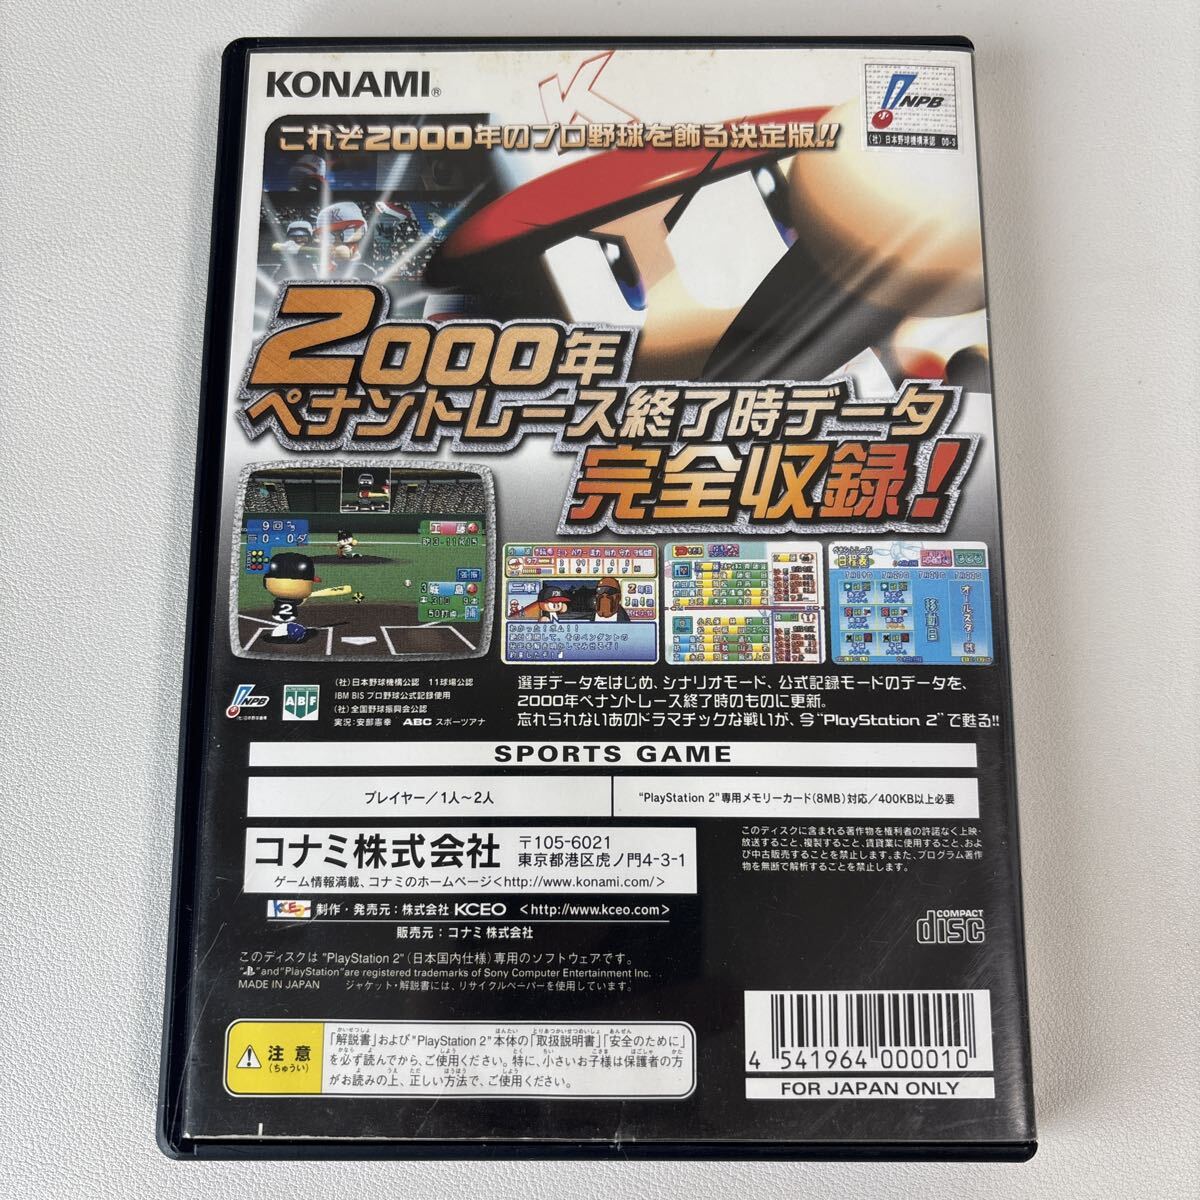 KONAMI®
NPB
(社)日本野球機構承認 00-3
これぞ2000年のプロ野球を飾る決定版!!
2000年
ペナントレース終了時データ
完全収録!
NPB
ABF
(社)日本野球機構公認 11球場公認
IBM BIS プロ野球公式記録使用
(社)全国野球振興会公認
実況:安部憲幸 ABC スポーツアナ
選手データをはじめ、シナリオモード、公式記録モードのデータを、
2000年ペナントレース終了時のものに更新。
忘れられないあのドラマチックな戦いが、今“PlayStation 2”で甦る!!
SPORTS GAME
プレイヤー/1人~2人
“PlayStation 2”専用メモリーカード(8MB)対応/400KB以上必要
コナミ株式会社
〒105-6021
東京都港区虎ノ門4-3-1
ゲーム情報満載、コナミのホームページ<http://www.konami.com/>
KCEO 制作・発売元:株式会社 KCEO <http://www.kceo.com>
販売元:コナミ 株式会社
このディスクに含まれる著作物を権利者の許諾なく上映・
放送すること、複製すること、賃貸業に使用すること、およ
び中古販売することを禁止します。また、プログラム著作
物を無断で解析することを禁止します。
COMPACT
disc
このディスクは “PlayStation 2”(日本国内仕様)専用のソフトウェアです。
“ ”and“PlayStation”are registered trademarks of Sony Computer Entertainment Inc.
MADE IN JAPAN ジャケット・解説書には、リサイクルペーパーを使用しています。
注意
(ちゅうい)
「解説書」および“PlayStation 2”本体の「取扱説明書」「安全のために」
を必ず読んでから、ご使用ください。特に、小さいお子様は保護者の方
がお読みの上、正しい方法で、ご使用ください。
4 541964 000010
FOR JAPAN ONLY